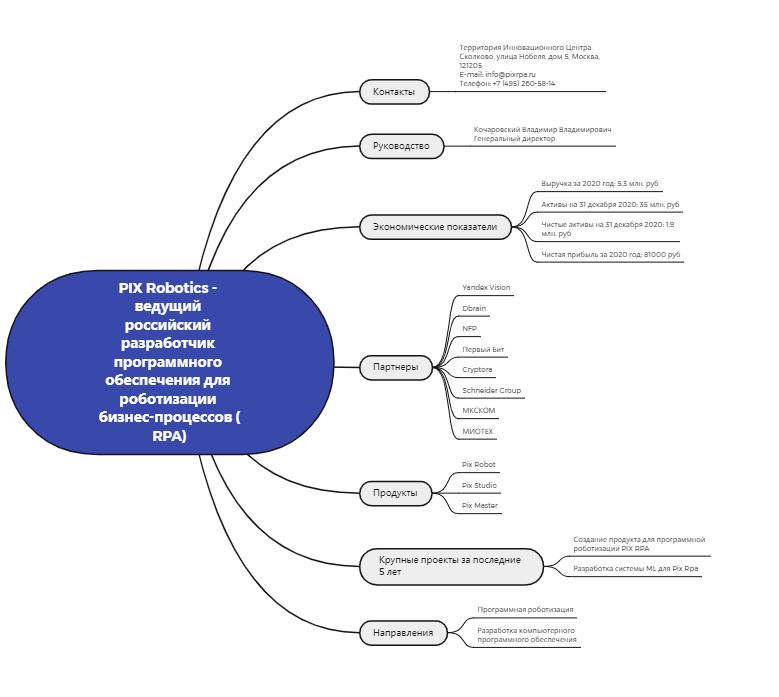 PIX Robotics -
ведущий
российский
разработчик
программного
обеспечения для
роботизации
бизнес-процессов (
RPA)
Контакты
Территория Инновационного Центра
Сколково, улица Нобеля, дом 5, Москва,
121205
E-mail: info@pixrpa.ru
Телефон: +7 (495) 260-58-14
Руководство
Кочаровский Владимир Владимирович
Генеральный директор
Экономические показатели
Выручка за 2020 год: 5,3 млн. руб
Активы на 31 декабря 2020: 35 млн. руб
Чистые активы на 31 декабря 2020: 1,9
млн. руб
Чистая прибыль за 2020 год: 81000 руб
Партнеры
Yandex Vision
Dbrain
NFP
Первый Бит
Cryptora
Schneider Group
МКСКОМ
МИОТЕХ
Продукты
Pix Robot
Pix Studio
Pix Master
Крупные проекты за последние
5 лет
Создание продукта для программной
роботизации PIX RPA
Разработка системы ML для Pix Rpa
Направления
Программная роботизация
Разработка компьютерного
программного обеспечения